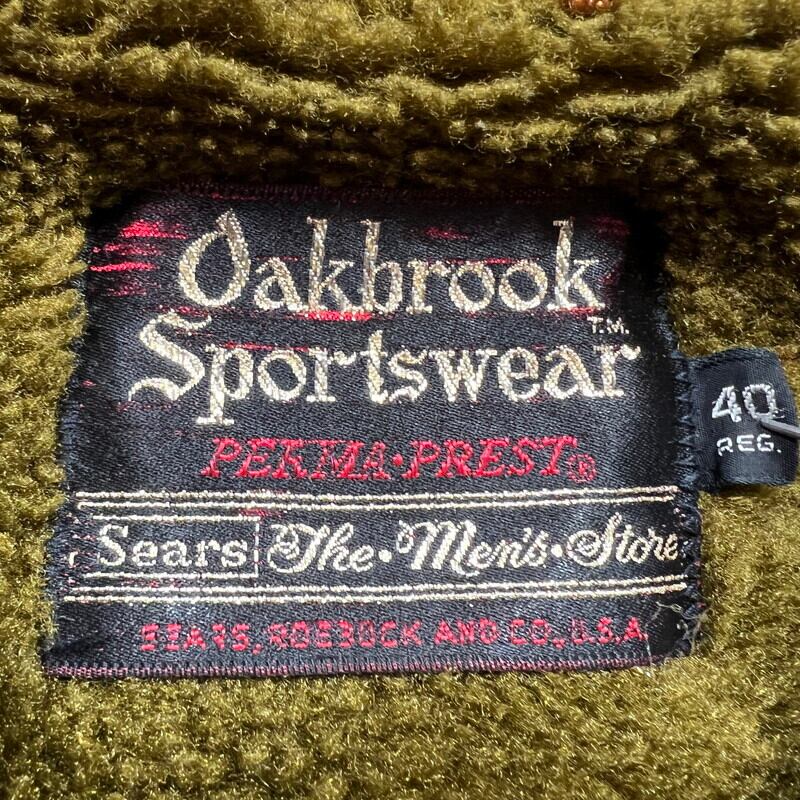 Oakbrook
Sportswear T.M.
PERMA•PREST®
Sears The•Men's•Store
SEARS, ROEBUCK AND CO., U.S.A.
40
REG.